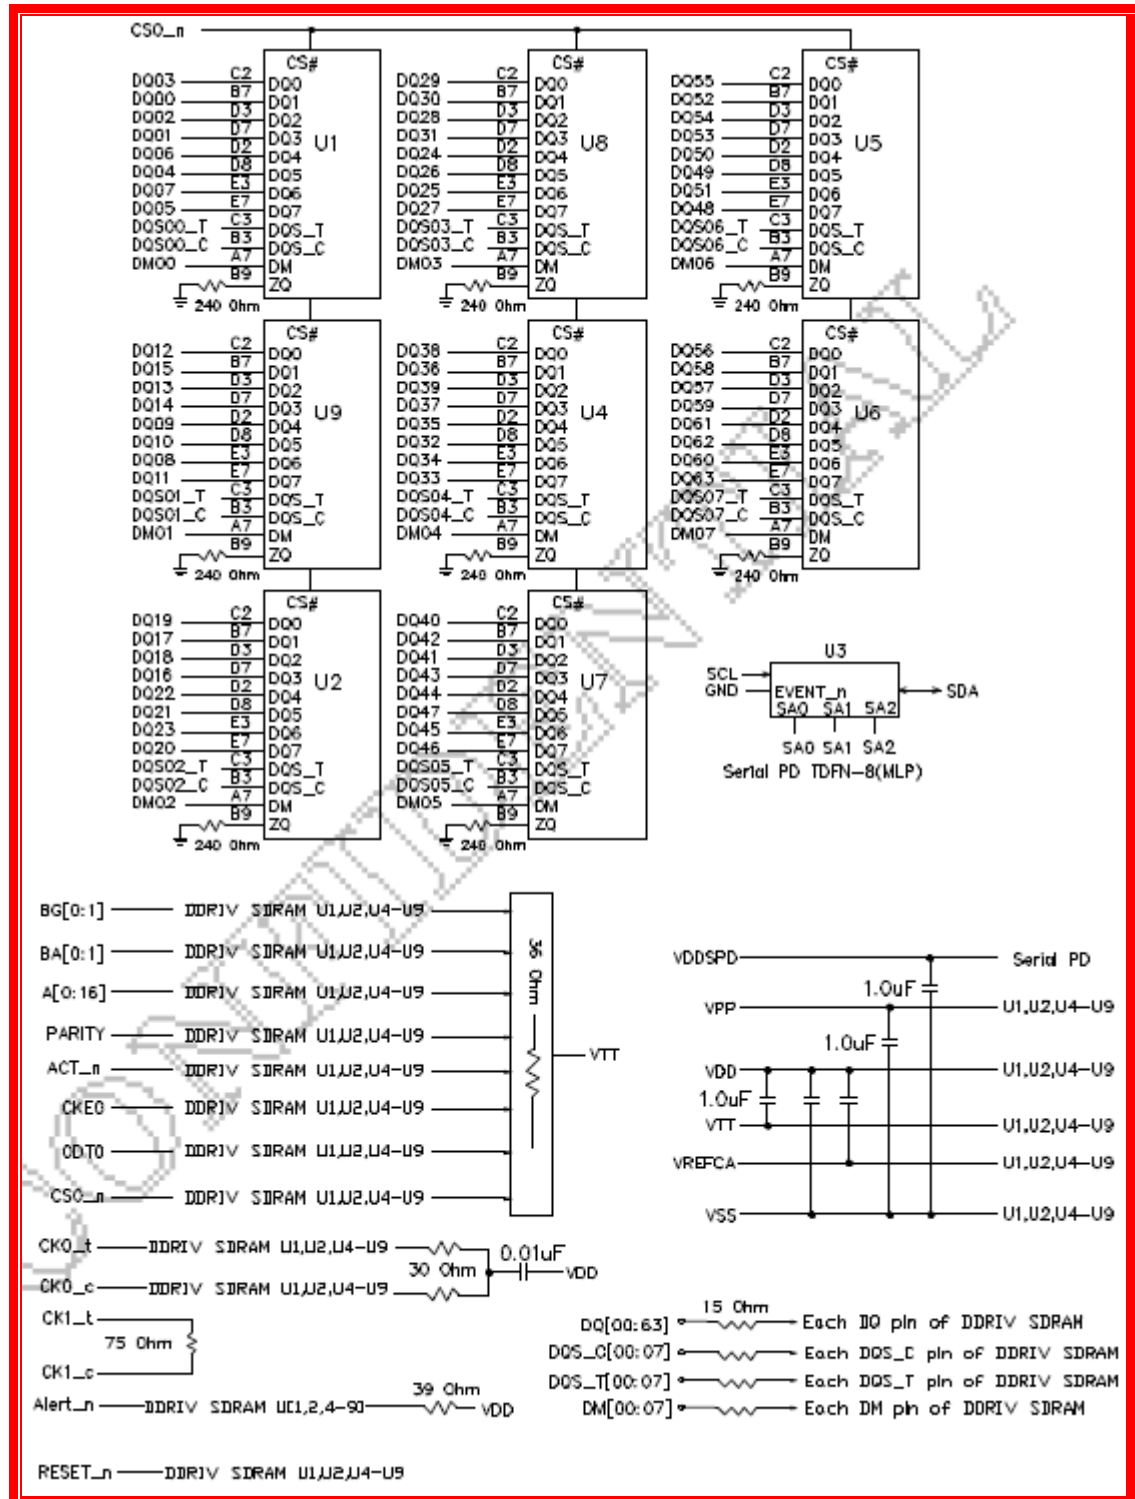 CS0_n
CS#
U1
DQ03 C2 DQ0
DQ00 B7 DQ1
DQ02 D3 DQ2
DQ01 D7 DQ3
DQ06 D2 DQ4
DQ04 D8 DQ5
DQ07 E3 DQ6
DQ05 E7 DQ7
DQS00_T C3 DQS_T
DQS00_C B3 DQS_C
DM00 A7 DM
B9 ZQ
240 Ohm
CS#
U8
DQ29 C2 DQ0
DQ30 B7 DQ1
DQ28 D3 DQ2
DQ31 D7 DQ3
DQ24 D2 DQ4
DQ26 D8 DQ5
DQ25 E3 DQ6
DQ27 E7 DQ7
DQS03_T C3 DQS_T
DQS03_C B3 DQS_C
DM03 A7 DM
B9 ZQ
240 Ohm
CS#
U5
DQ55 C2 DQ0
DQ52 B7 DQ1
DQ54 D3 DQ2
DQ53 D7 DQ3
DQ50 D2 DQ4
DQ49 D8 DQ5
DQ51 E3 DQ6
DQ48 E7 DQ7
DQS06_T C3 DQS_T
DQS06_C B3 DQS_C
DM06 A7 DM
B9 ZQ
240 Ohm
CS#
U9
DQ12 C2 DQ0
DQ15 B7 DQ1
DQ13 D3 DQ2
DQ14 D7 DQ3
DQ09 D2 DQ4
DQ10 D8 DQ5
DQ08 E3 DQ6
DQ11 E7 DQ7
DQS01_T C3 DQS_T
DQS01_C B3 DQS_C
DM01 A7 DM
B9 ZQ
240 Ohm
CS#
U4
DQ38 C2 DQ0
DQ36 B7 DQ1
DQ39 D3 DQ2
DQ37 D7 DQ3
DQ35 D2 DQ4
DQ32 D8 DQ5
DQ34 E3 DQ6
DQ33 E7 DQ7
DQS04_T C3 DQS_T
DQS04_C B3 DQS_C
DM04 A7 DM
B9 ZQ
240 Ohm
CS#
U6
DQ56 C2 DQ0
DQ58 B7 DQ1
DQ57 D3 DQ2
DQ59 D7 DQ3
DQ61 D2 DQ4
DQ62 D8 DQ5
DQ60 E3 DQ6
DQ63 E7 DQ7
DQS07_T C3 DQS_T
DQS07_C B3 DQS_C
DM07 A7 DM
B9 ZQ
240 Ohm
CS#
U2
DQ19 C2 DQ0
DQ17 B7 DQ1
DQ18 D3 DQ2
DQ16 D7 DQ3
DQ22 D2 DQ4
DQ21 D8 DQ5
DQ23 E3 DQ6
DQ20 E7 DQ7
DQS02_T C3 DQS_T
DQS02_C B3 DQS_C
DM02 A7 DM
B9 ZQ
240 Ohm
CS#
U7
DQ40 C2 DQ0
DQ42 B7 DQ1
DQ41 D3 DQ2
DQ43 D7 DQ3
DQ44 D2 DQ4
DQ47 D8 DQ5
DQ45 E3 DQ6
DQ46 E7 DQ7
DQS05_T C3 DQS_T
DQS05_C B3 DQS_C
DM05 A7 DM
B9 ZQ
240 Ohm
U3
SCL
GND EVENT_n SDA
SA0 SA1 SA2
SA0 SA1 SA2
Serial PD TDFN-8(MLP)
CONFIDENTIAL
BG[0:1] DDRIV SDRAM U1,U2,U4-U9
BA[0:1] DDRIV SDRAM U1,U2,U4-U9
A[0:16] DDRIV SDRAM U1,U2,U4-U9
PARITY DDRIV SDRAM U1,U2,U4-U9
ACT_n DDRIV SDRAM U1,U2,U4-U9
CKE0 DDRIV SDRAM U1,U2,U4-U9
ODT0 DDRIV SDRAM U1,U2,U4-U9
CS0_n DDRIV SDRAM U1,U2,U4-U9
36 Ohm
VTT
VDDSPD Serial PD
1.0uF
VPP U1,U2,U4-U9
1.0uF
VDD U1,U2,U4-U9
1.0uF
VTT U1,U2,U4-U9
VREFCA U1,U2,U4-U9
VSS U1,U2,U4-U9
CK0_t DDRIV SDRAM U1,U2,U4-U9
30 Ohm 0.01uF VDD
CK0_c DDRIV SDRAM U1,U2,U4-U9
CK1_t
75 Ohm
CK1_c
39 Ohm
Alert_n DDRIV SDRAM U[1,2,4-9] VDD
RESET_n DDRIV SDRAM U1,U2,U4-U9
15 Ohm
DQ[00:63] Each DQ pin of DDRIV SDRAM
DQS_C[00:07] Each DQS_C pin of DDRIV SDRAM
DQS_T[00:07] Each DQS_T pin of DDRIV SDRAM
DM[00:07] Each DM pin of DDRIV SDRAM